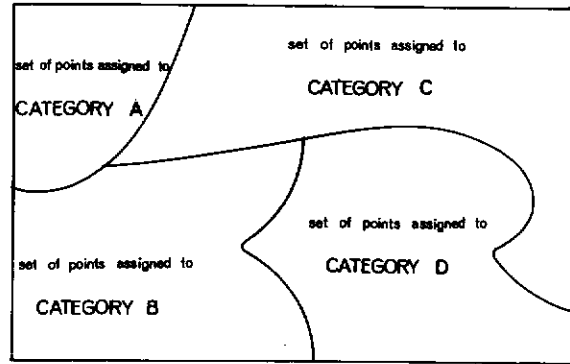 set of points assigned to
CATEGORY A
set of points assigned to
CATEGORY C
set of points assigned to
CATEGORY B
set of points assigned to
CATEGORY D